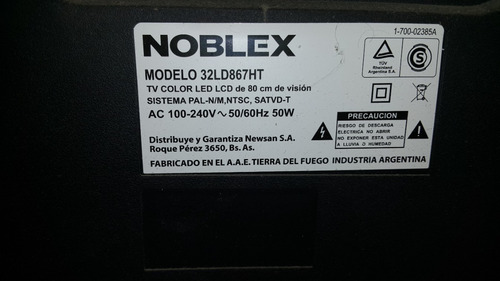 NOBLEX
1-700-02385A
MODELO 32LD867HT
TV COLOR LED LCD de 80 cm de visión
SISTEMA PAL-N/M,NTSC, SATVD-T
AC 100-240V ~ 50/60Hz 50W
TÜV
Rheinland
Argentina S.A.
S
Distribuye y Garantiza Newsan S.A.
Roque Pérez 3650, Bs. As.
PRECAUCION
RIESGO DE DESCARGA
ELECTRICA NO ABRIR
NO EXPONER ESTA UNIDAD
A LLUVIA O HUMEDAD
FABRICADO EN EL A.A.E. TIERRA DEL FUEGO INDUSTRIA ARGENTINA